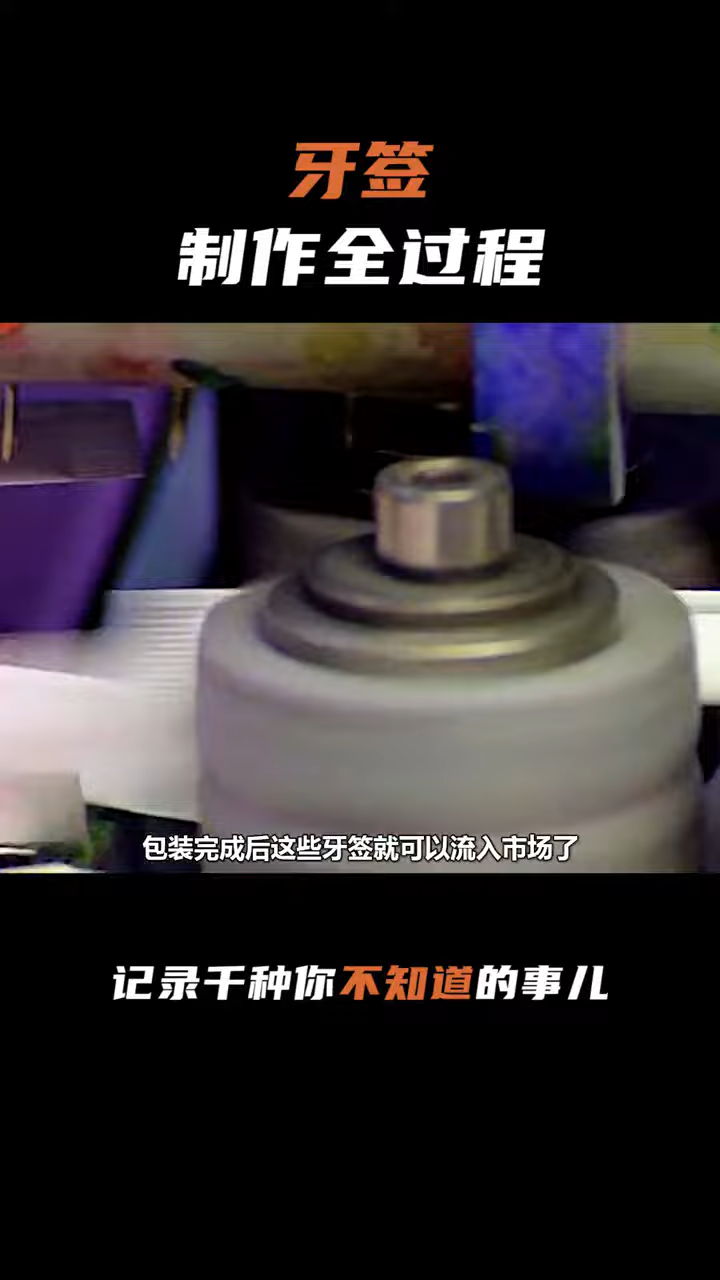 牙签
制作全过程
包装完成后这些牙签就可以流入市场了
记录千种你不知道的事儿